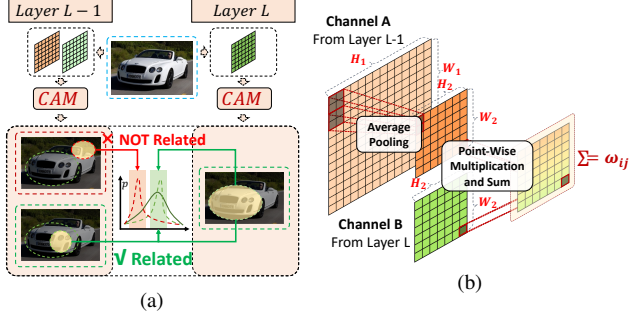 Layer L − 1
Layer L
CAM
CAM
× NOT Related
p
√ Related
(a)
Channel A
From Layer L-1
H₁
W₁
H₂
W₂
Average
Pooling
Point-Wise
Multiplication
and Sum
H₂
W₂
Σ= ωᵢⱼ
Channel B
From Layer L
(b)